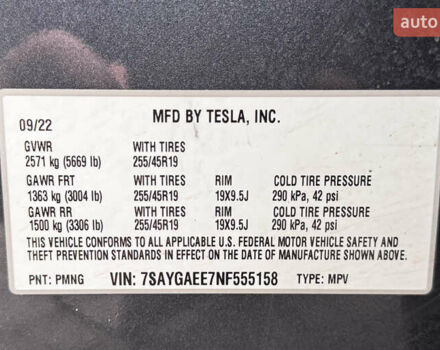 auto
MFD BY TESLA, INC.
09/22
GVWR WITH TIRES
2571 kg (5669 lb) 255/45R19
GAWR FRT WITH TIRES RIM COLD TIRE PRESSURE
1363 kg (3004 lb) 255/45R19 19X9.5J 290 kPa, 42 psi
GAWR RR WITH TIRES RIM COLD TIRE PRESSURE
1500 kg (3306 lb) 255/45R19 19X9.5J 290 kPa, 42 psi
THIS VEHICLE CONFORMS TO ALL APPLICABLE U.S. FEDERAL MOTOR VEHICLE SAFETY AND
THEFT PREVENTION STANDARDS IN EFFECT ON THE DATE OF MANUFACTURE SHOWN ABOVE.
PNT: PMNG VIN: 7SAYGAEE7NF555158 TYPE: MPV